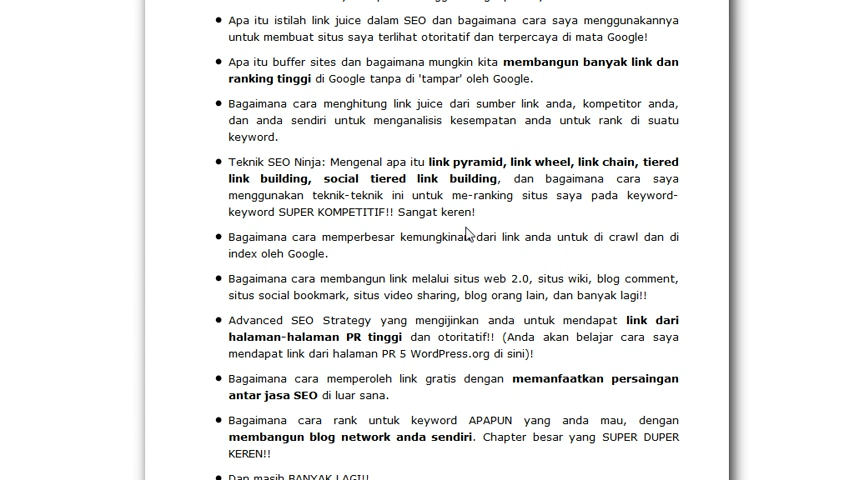 Apa itu istilah link juice dalam SEO dan bagaimana cara saya menggunakannya
untuk membuat situs saya terlihat otoritatif dan terpercaya di mata Google!
Apa itu buffer sites dan bagaimana mungkin kita membangun banyak link dan
ranking tinggi di Google tanpa di 'tampar' oleh Google.
Bagaimana cara menghitung link juice dari sumber link anda, kompetitor anda,
dan anda sendiri untuk menganalisis kesempatan anda untuk rank di suatu
keyword.
Teknik SEO Ninja: Mengenal apa itu link pyramid, link wheel, link chain, tiered
link building, social tiered link building, dan bagaimana cara saya
menggunakan teknik-teknik ini untuk me-ranking situs saya pada keyword-
keyword SUPER KOMPETITIF!! Sangat keren!
Bagaimana cara memperbesar kemungkinan dari link anda untuk di crawl dan di
index oleh Google.
Bagaimana cara membangun link melalui situs web 2.0, situs wiki, blog comment,
situs social bookmark, situs video sharing, blog orang lain, dan banyak lagi!!
Advanced SEO Strategy yang mengijinkan anda untuk mendapat link dari
halaman-halaman PR tinggi dan otoritatif!! (Anda akan belajar cara saya
mendapat link dari halaman PR 5 WordPress.org di sini)!
Bagaimana cara memperoleh link gratis dengan memanfaatkan persaingan
antar jasa SEO di luar sana.
Bagaimana cara rank untuk keyword APAPUN yang anda mau, dengan
membangun blog network anda sendiri. Chapter besar yang SUPER DUPER
KEREN!!
Dan masih BANYAK LAGI!!